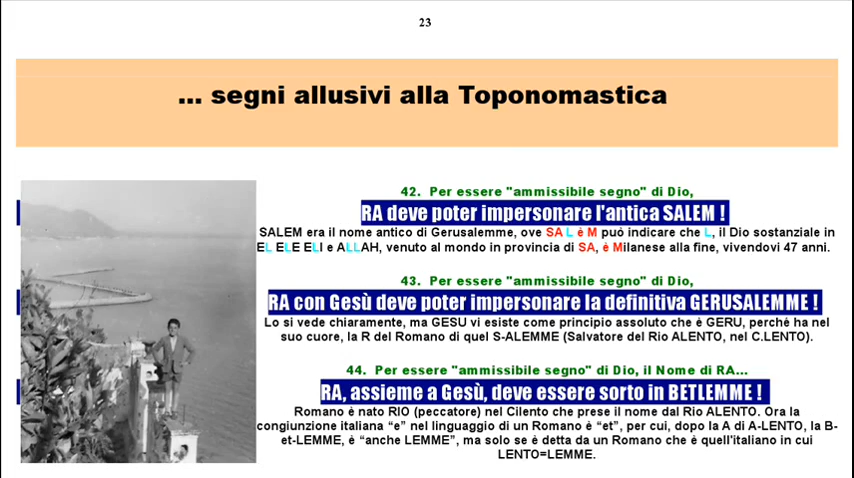 23
... segni allusivi alla Toponomastica
42. Per essere "ammissibile segno" di Dio,
RA deve poter impersonare l'antica SALEM !
SALEM era il nome antico di Gerusalemme, ove SA L è M può indicare che L, il Dio sostanziale in
EL ELE ELI e ALLAH, venuto al mondo in provincia di SA, è Milanese alla fine, vivendovi 47 anni.
43. Per essere "ammissibile segno" di Dio,
RA con Gesù deve poter impersonare la definitiva GERUSALEMME !
Lo si vede chiaramente, ma GESU vi esiste come principio assoluto che è GERU, perchè ha nel
suo cuore, la R del Romano di quel S-ALEMME (Salvatore del Rio ALENTO, nel C.LENTO).
44. Per essere "ammissibile segno" di Dio, il Nome di RA...
RA, assieme a Gesù, deve essere sorto in BETLEMME !
Romano è nato RIO (peccatore) nel Cilento che prese il nome dal Rio ALENTO. Ora la
congiunzione italiana “e” nel linguaggio di un Romano è “et”, per cui, dopo la A di A-LENTO, la B-
et-LEMME, è “anche LEMME”, ma solo se è detta da un Romano che è quell'italiano in cui
LENTO=LEMME.